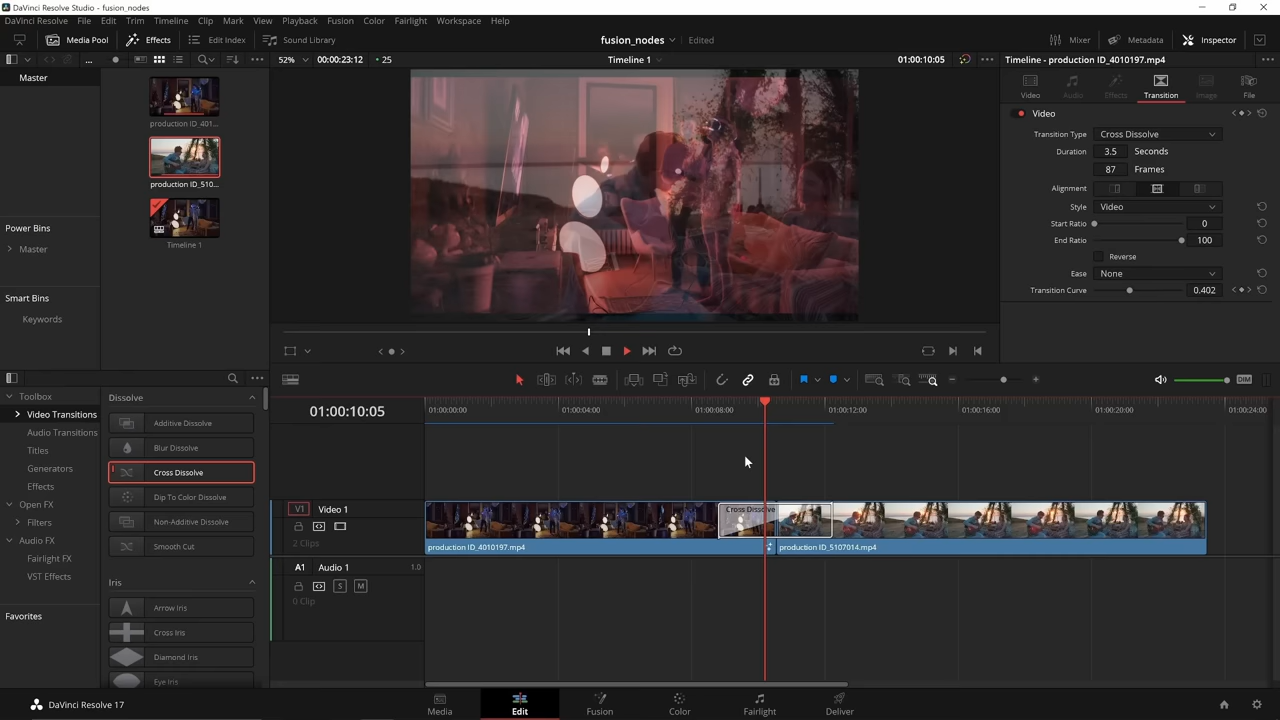 DaVinci Resolve Studio - fusion_nodes
DaVinci Resolve File Edit Trim Timeline Clip Mark View Playback Fusion Color Fairlight Workspace Help
Media Pool Effects Edit Index Sound Library fusion_nodes Edited Mixer Metadata Inspector
... 52% 00:00:23:12 25 Timeline 1 01:00:10:05 Timeline - production ID_4010197.mp4
Master
Video Audio Effects Transition Image File
production ID_401...
production ID_510...
Timeline 1
Power Bins
Master
Smart Bins
Keywords
Video
Transition Type Cross Dissolve
Duration 3.5 Seconds
87 Frames
Alignment
Style Video
Start Ratio 0
End Ratio 100
Reverse
Ease None
Transition Curve 0.402
DIM
Toolbox
Video Transitions
Audio Transitions
Titles
Generators
Effects
Open FX
Filters
Audio FX
Fairlight FX
VST Effects
Favorites
Dissolve
Additive Dissolve
Blur Dissolve
Cross Dissolve
Dip To Color Dissolve
Non-Additive Dissolve
Smooth Cut
Iris
Arrow Iris
Cross Iris
Diamond Iris
Eye Iris
01:00:10:05
01:00:00:00 01:00:04:00 01:00:08:00 01:00:12:00 01:00:16:00 01:00:20:00 01:00:24:00
V1 Video 1
2 Clips
Cross Dissolve
production ID_4010197.mp4 production ID_5107014.mp4
A1 Audio 1 1.0
S M
0 Clip
DaVinci Resolve 17
Media Edit Fusion Color Fairlight Deliver